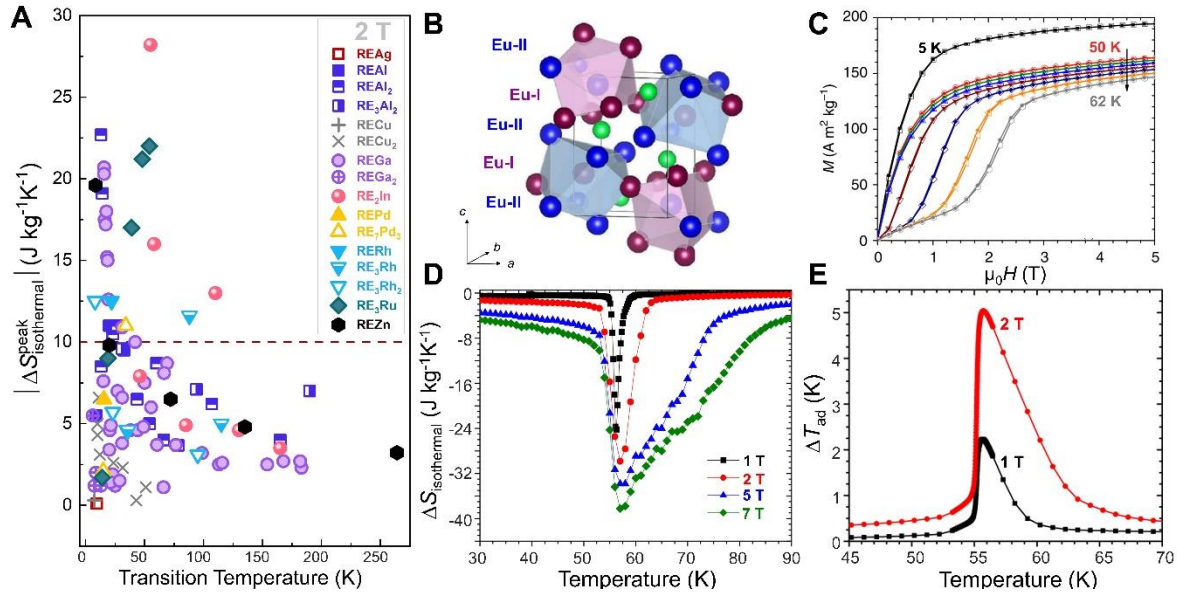 A
|ΔS^peak_isothermal| (J kg⁻¹K⁻¹)
30
25
20
15
10
5
0
0
50
100
150
200
250
Transition Temperature (K)
2 T
REAg
REAl
REAl₂
RE₃Al₂
RECu
RECu₂
REGa
REGa₂
RE₂In
REPd
RE₇Pd₃
RERh
RE₃Rh
RE₃Rh₂
RE₃Ru
REZn
B
Eu-II
Eu-I
Eu-II
Eu-I
Eu-II
c
b
a
C
M (A m² kg⁻¹)
200
150
100
50
0
5 K
50 K
62 K
0
1
2
3
4
5
μ₀H (T)
D
ΔS_isothermal (J kg⁻¹K⁻¹)
0
-8
-16
-24
-32
-40
1 T
2 T
5 T
7 T
30
40
50
60
70
80
90
Temperature (K)
E
ΔT_ad (K)
5
4
3
2
1
0
2 T
1 T
45
50
55
60
65
70
Temperature (K)